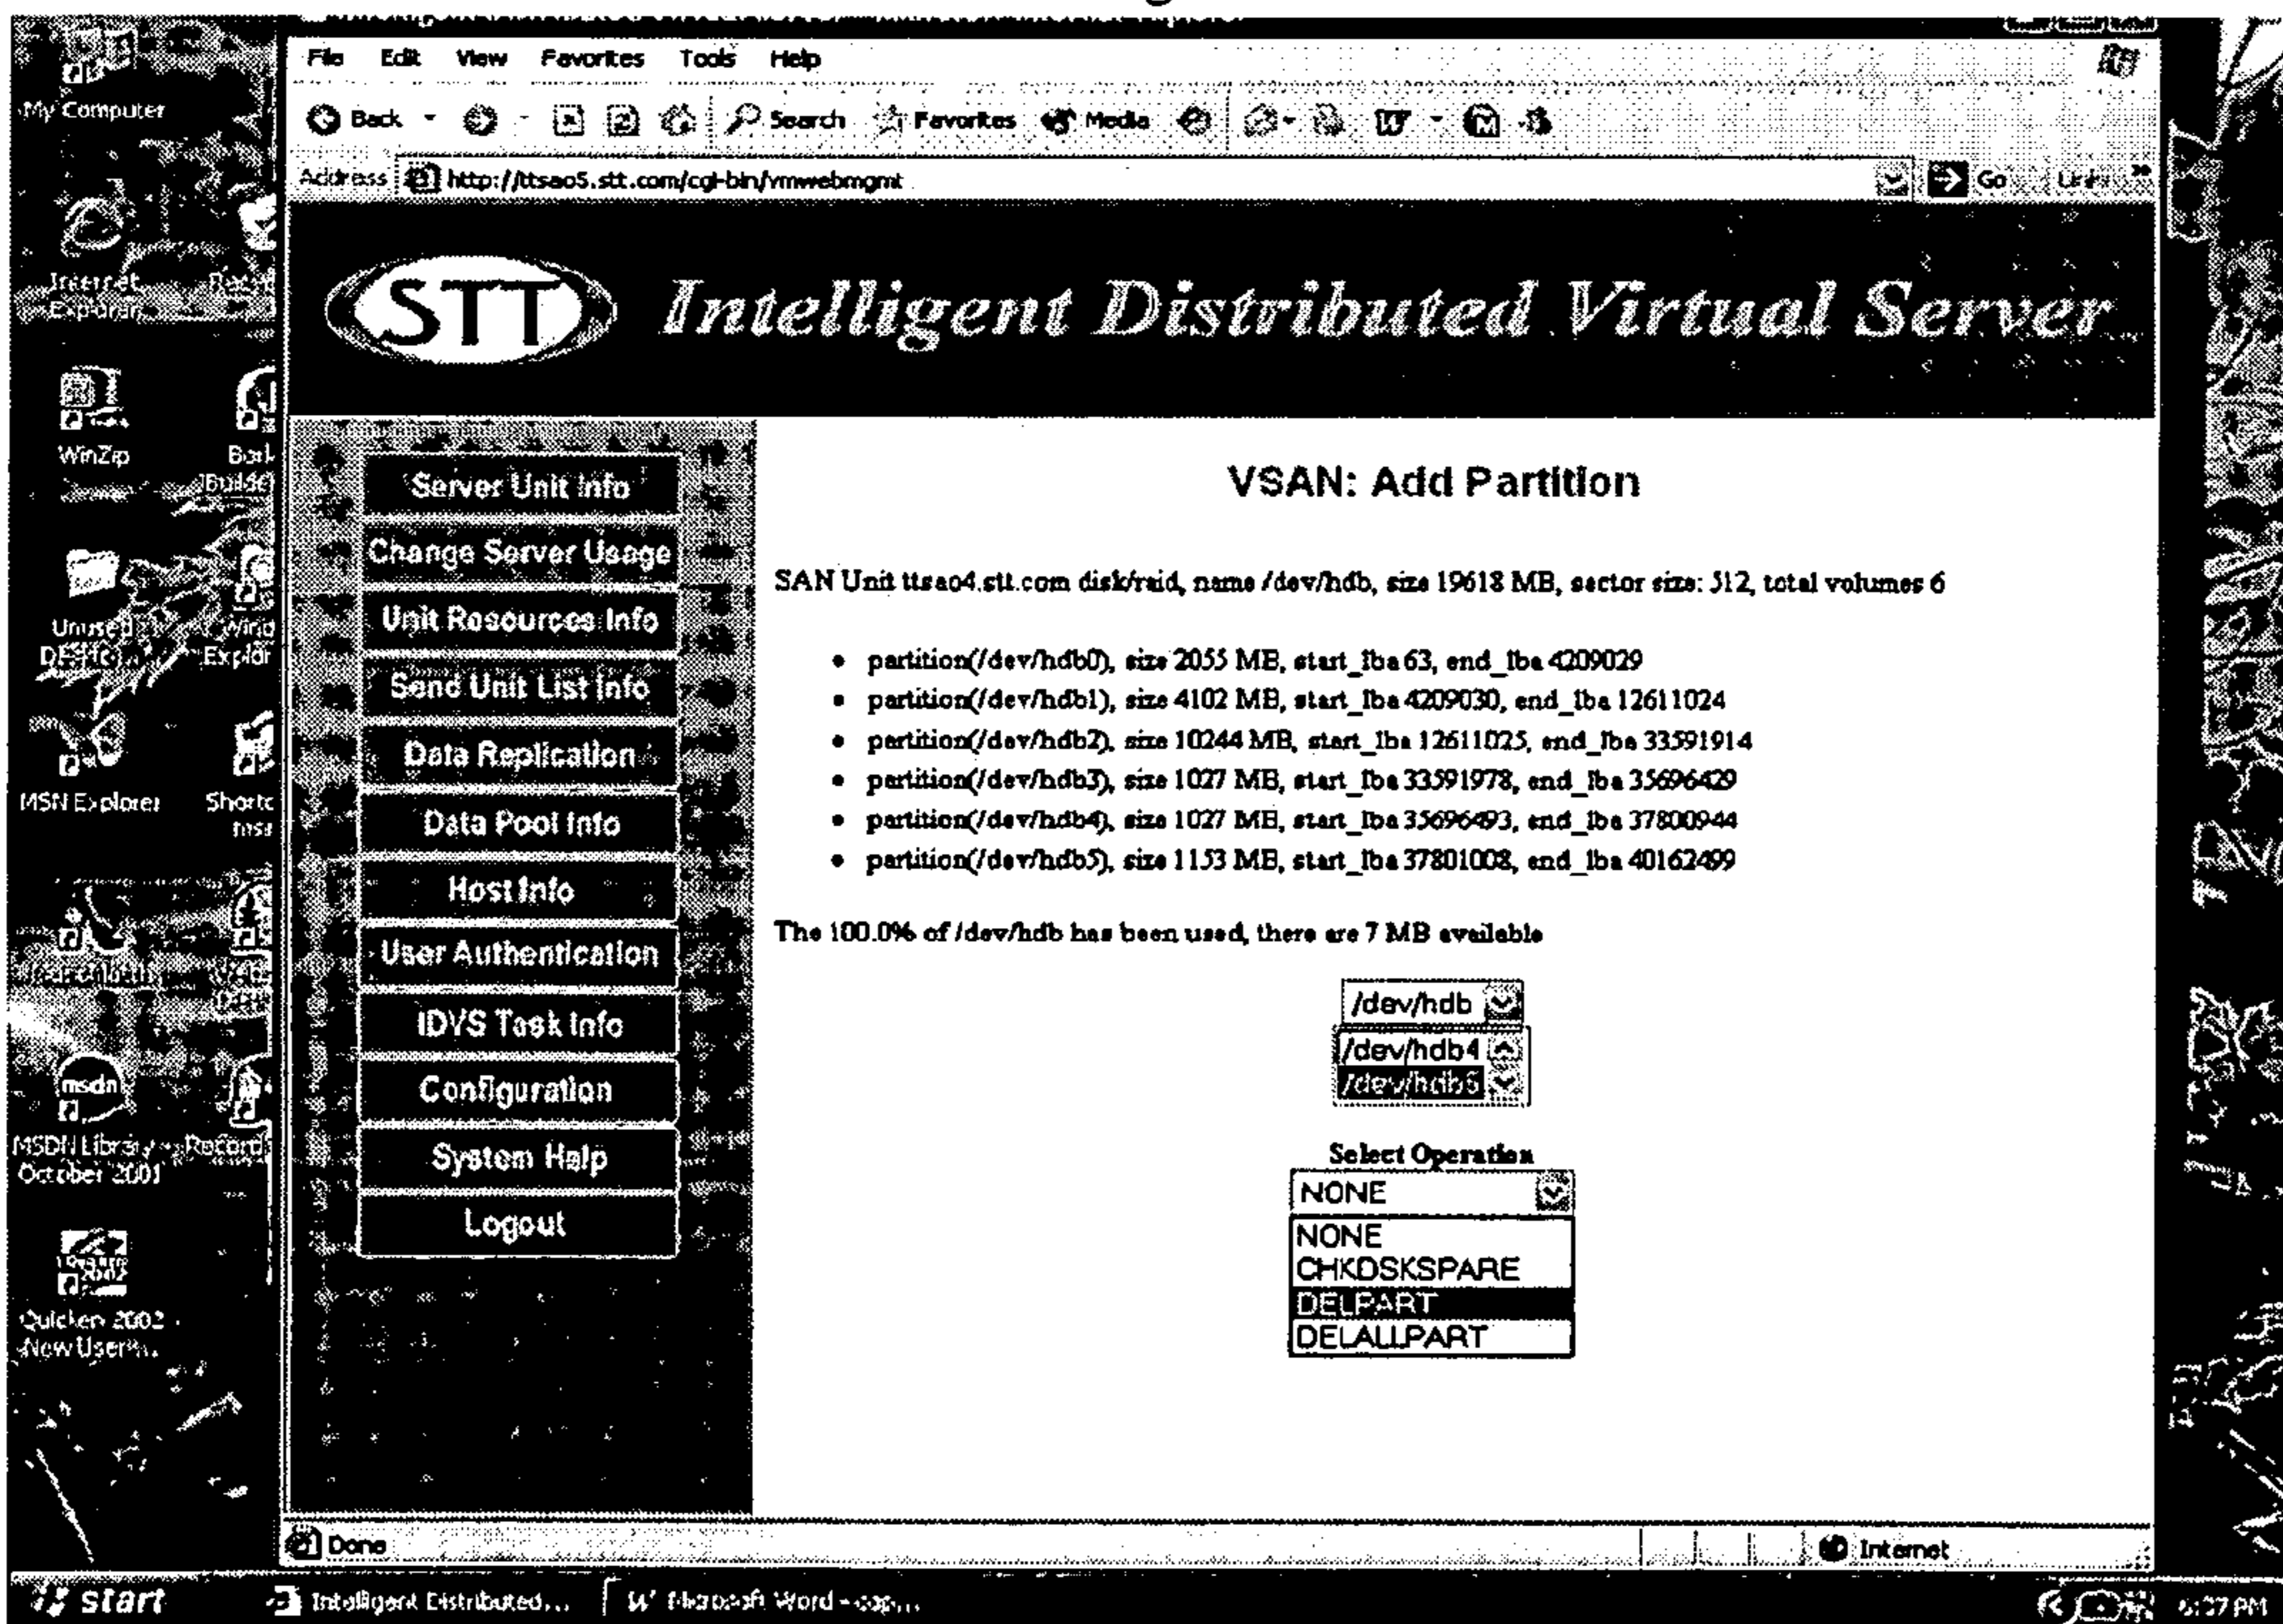 File Edit View Favorites Tools Help
Back Search Favorites Media
Address http://ttsao5.stt.com/cgi-bin/vmwebmgmt Go Links
STT Intelligent Distributed Virtual Server
My Computer
Internet Explorer
WinZip
Unused
MSN Explorer
msdn
MSDN Library -
October 2001
Quicken 2002
New User
Server Unit Info
Change Server Usage
Unit Resources Info
Send Unit List Info
Data Replication
Data Pool Info
Host Info
User Authentication
IDVS Task Info
Configuration
System Help
Logout
VSAN: Add Partition
SAN Unit ttsao4.stt.com disk/raid, name /dev/hdb, size 19618 MB, sector size: 512, total volumes 6
• partition(/dev/hdb0), size 2055 MB, start_lba 63, end_lba 4209029
• partition(/dev/hdb1), size 4102 MB, start_lba 4209030, end_lba 12611024
• partition(/dev/hdb2), size 10244 MB, start_lba 12611025, end_lba 33591914
• partition(/dev/hdb3), size 1027 MB, start_lba 33591978, end_lba 35696429
• partition(/dev/hdb4), size 1027 MB, start_lba 35696493, end_lba 37800944
• partition(/dev/hdb5), size 1153 MB, start_lba 37801008, end_lba 40162499
The 100.0% of /dev/hdb has been used, there are 7 MB available
/dev/hdb
/dev/hdb4
/dev/hdb5
Select Operation
NONE
NONE
CHKDSKSPARE
DELPART
DELALLPART
Done Internet
start Intelligent Distributed... Microsoft Word - cap... 6:27 PM